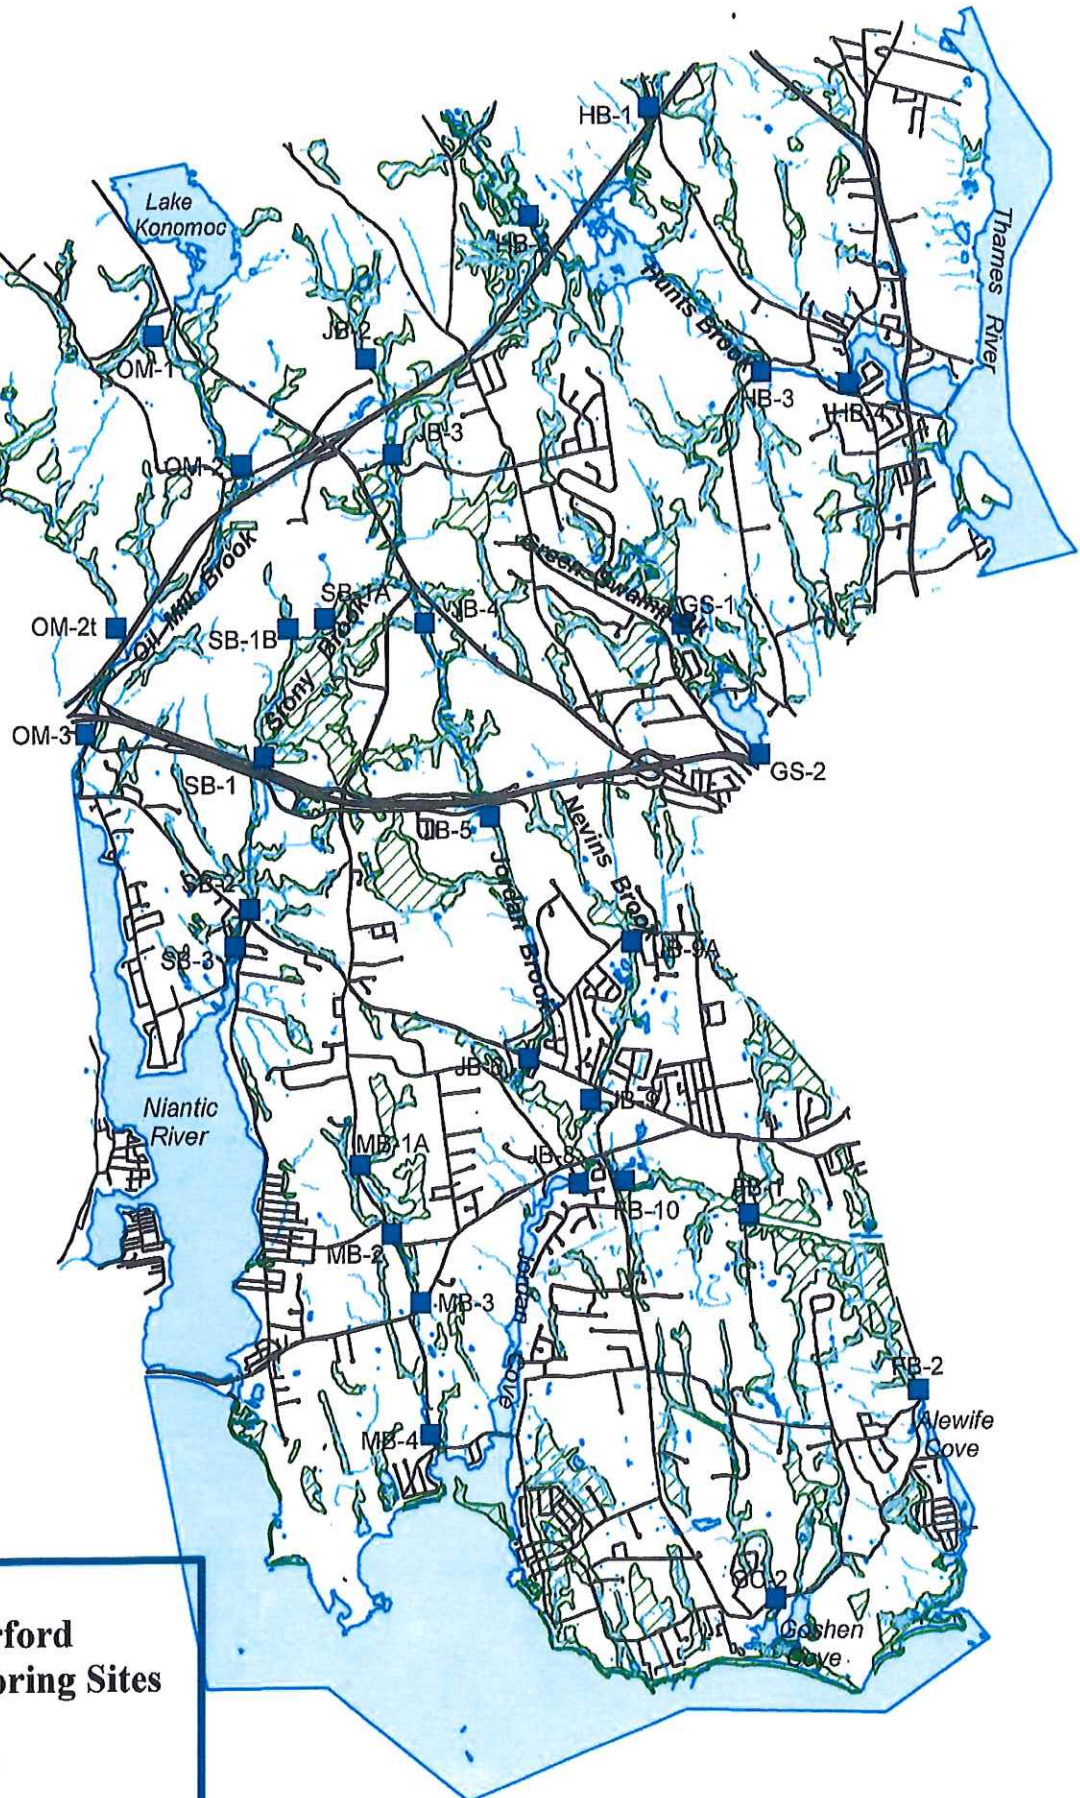 HB-1
Lake
Konomoc
Thames River
Hunts Brook
JB-2
OM-1
HB-3
HB-4
JB-3
OM-2
Oil Mill Brook
Green Swamp
SB-1A
JB-4
GS-1
OM-2t
SB-1B
Stony Brook
OM-3
SB-1
GS-2
JB-5
Nevins Brook
Jordan Brook
SB-2
SB-3
JB-9A
JB-6
JB-9
Niantic
River
MB-1A
JB-8
FB-1
FB-10
MB-2
MB-3
Jordan Cove
FB-2
MB-4
Alewife
Cove
GC-2
Goshen
Cove
rford
oring Sites